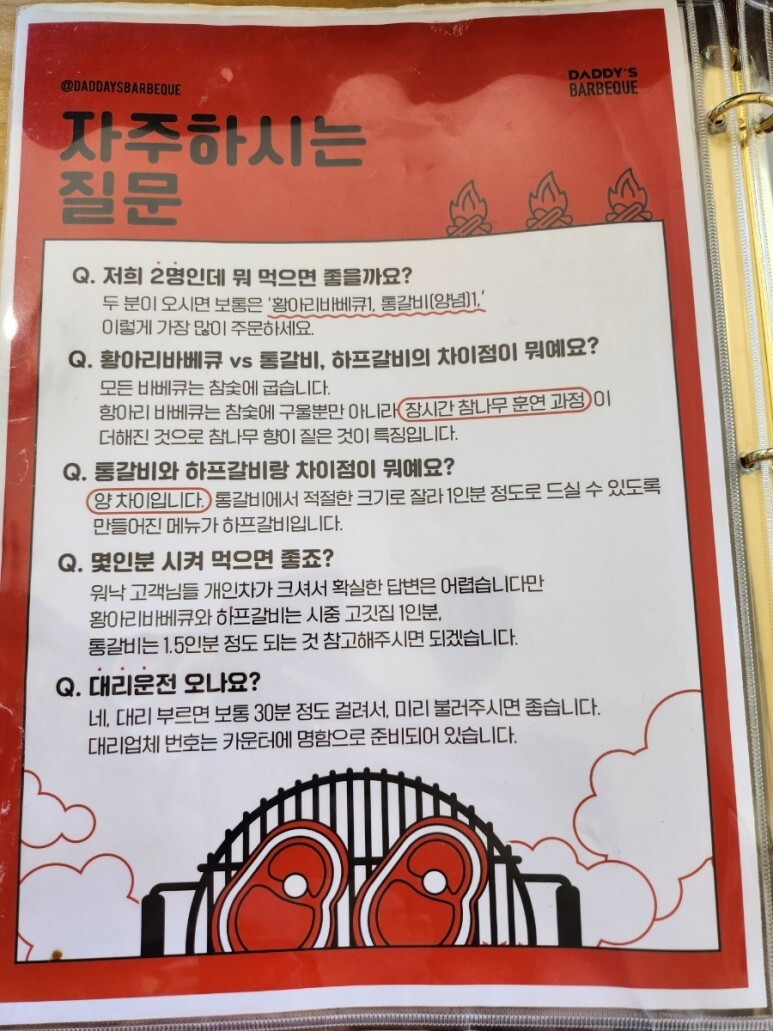 @DADDAYSBARBEQUE
DADDY'S
BARBEQUE
자주하시는
질문
Q. 저희 2명인데 뭐 먹으면 좋을까요?
두 분이 오시면 보통은 '황아리바베큐1, 통갈비(양념)1,'
이렇게 가장 많이 주문하세요.
Q. 황아리바베큐 vs 통갈비, 하프갈비의 차이점이 뭐예요?
모든 바베큐는 참숯에 굽습니다.
항아리 바베큐는 참숯에 구울뿐만 아니라 장시간 참나무 훈연 과정 이
더해진 것으로 참나무 향이 짙은 것이 특징입니다.
Q. 통갈비와 하프갈비랑 차이점이 뭐예요?
양 차이입니다. 통갈비에서 적절한 크기로 잘라 1인분 정도로 드실 수 있도록
만들어진 메뉴가 하프갈비입니다.
Q. 몇인분 시켜 먹으면 좋죠?
워낙 고객님들 개인차가 크셔서 확실한 답변은 어렵습니다만
황아리바베큐와 하프갈비는 시중 고깃집 1인분,
통갈비는 1.5인분 정도 되는 것 참고해주시면 되겠습니다.
Q. 대리운전 오나요?
네, 대리 부르면 보통 30분 정도 걸려서, 미리 불러주시면 좋습니다.
대리업체 번호는 카운터에 명함으로 준비되어 있습니다.